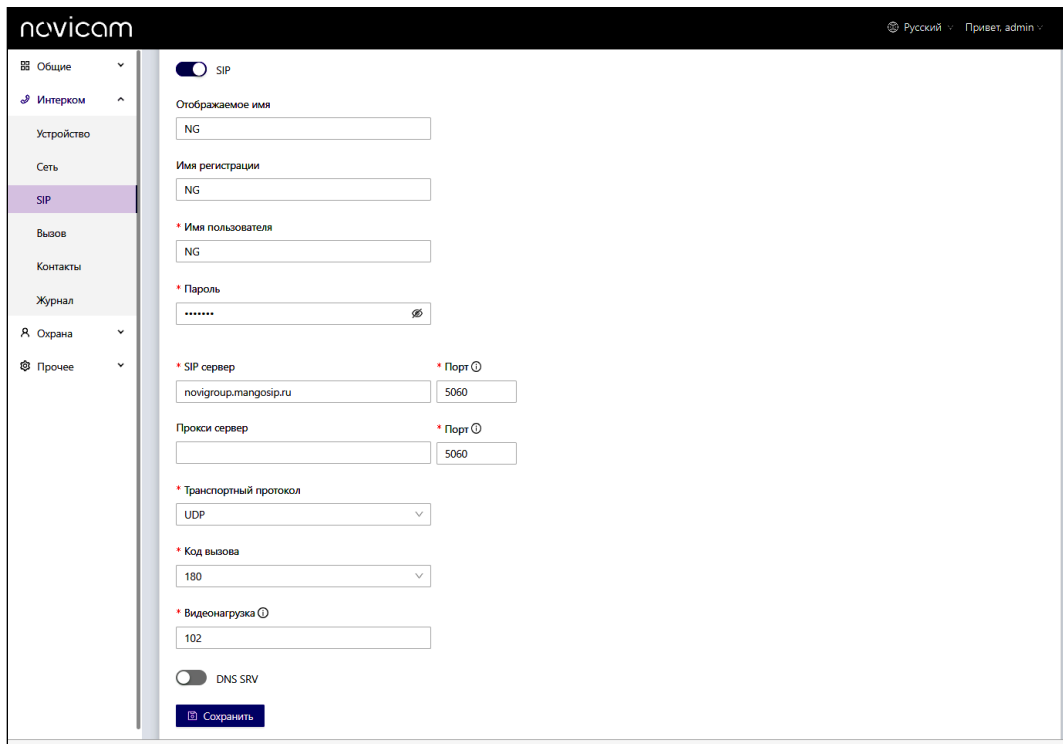 novicam
Русский Привет, admin
Общие
Интерком
Устройство
Сеть
SIP
Вызов
Контакты
Журнал
Охрана
Прочее
SIP
Отображаемое имя
NG
Имя регистрации
NG
* Имя пользователя
NG
* Пароль
•••••••
* SIP сервер * Порт
novigroup.mangosip.ru 5060
Прокси сервер * Порт
5060
* Транспортный протокол
UDP
* Код вызова
180
* Видеонагрузка
102
DNS SRV
Сохранить